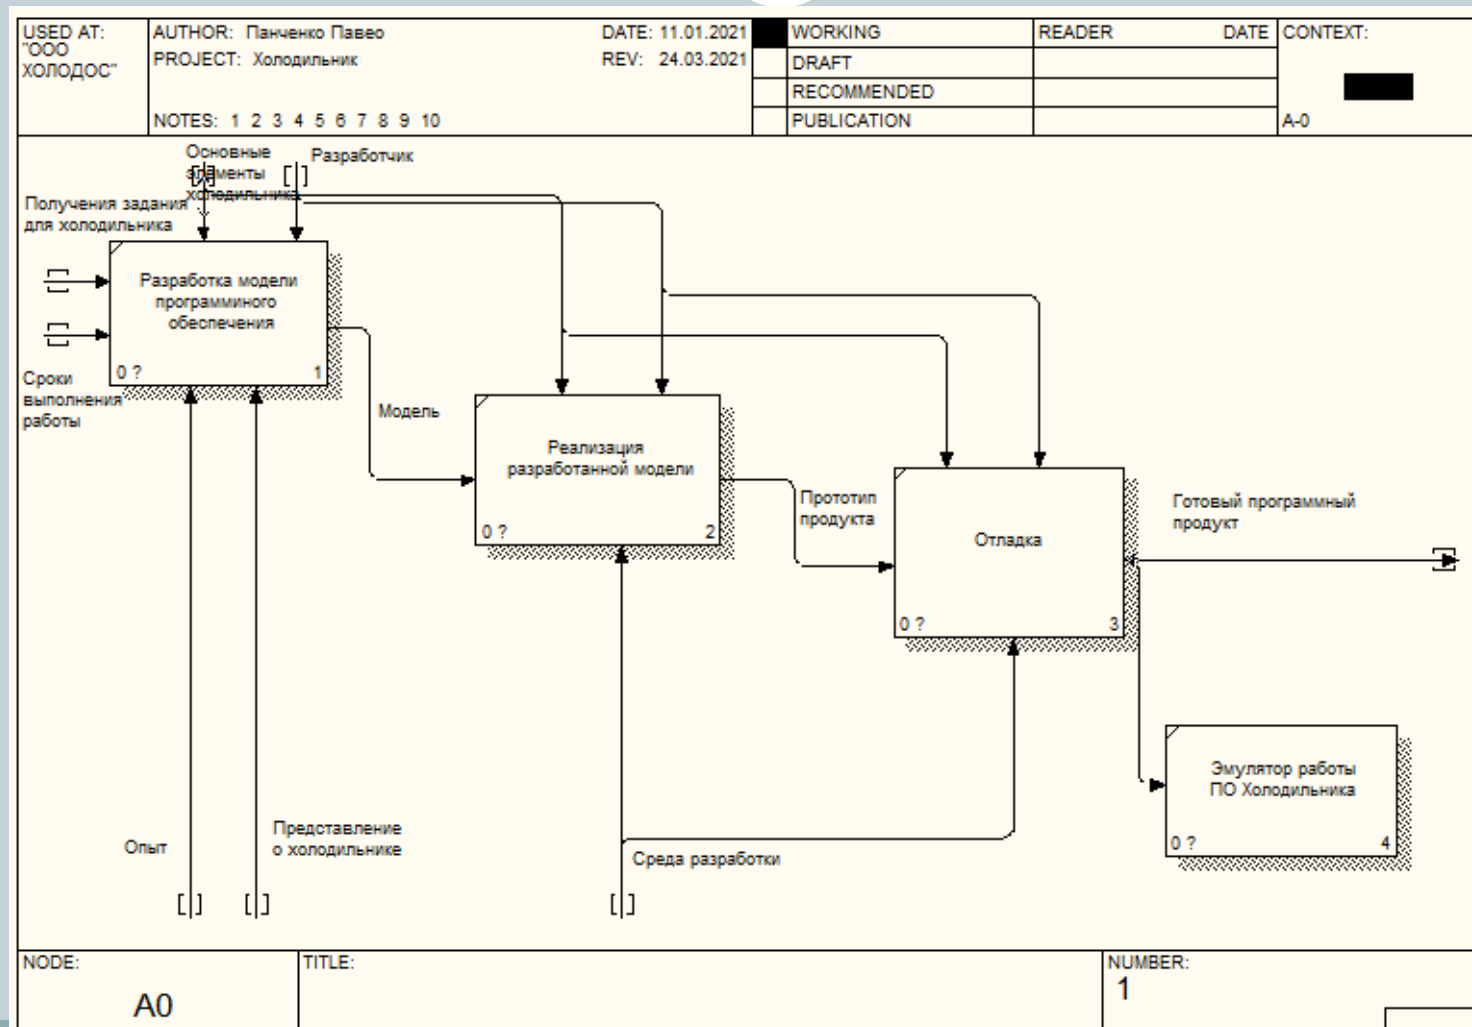 USED AT:
"ООО
ХОЛОДОС"
AUTHOR: Панченко Павео
DATE: 11.01.2021
PROJECT: Холодильник
REV: 24.03.2021
NOTES: 1 2 3 4 5 6 7 8 9 10
WORKING
DRAFT
RECOMMENDED
PUBLICATION
READER DATE
CONTEXT:
A-0
Основные
элементы
холодильника
Разработчик
Получения задания
для холодильника
Разработка модели
программиного
обеспечения
0 ? 1
Сроки
выполнения
работы
Модель
Реализация
разработанной модели
0 ? 2
Прототип
продукта
Отладка
0 ? 3
Готовый программный
продукт
Эмулятор работы
ПО Холодильника
0 ? 4
Опыт
Представление
о холодильнике
Среда разработки
NODE:
A0
TITLE:
NUMBER:
1